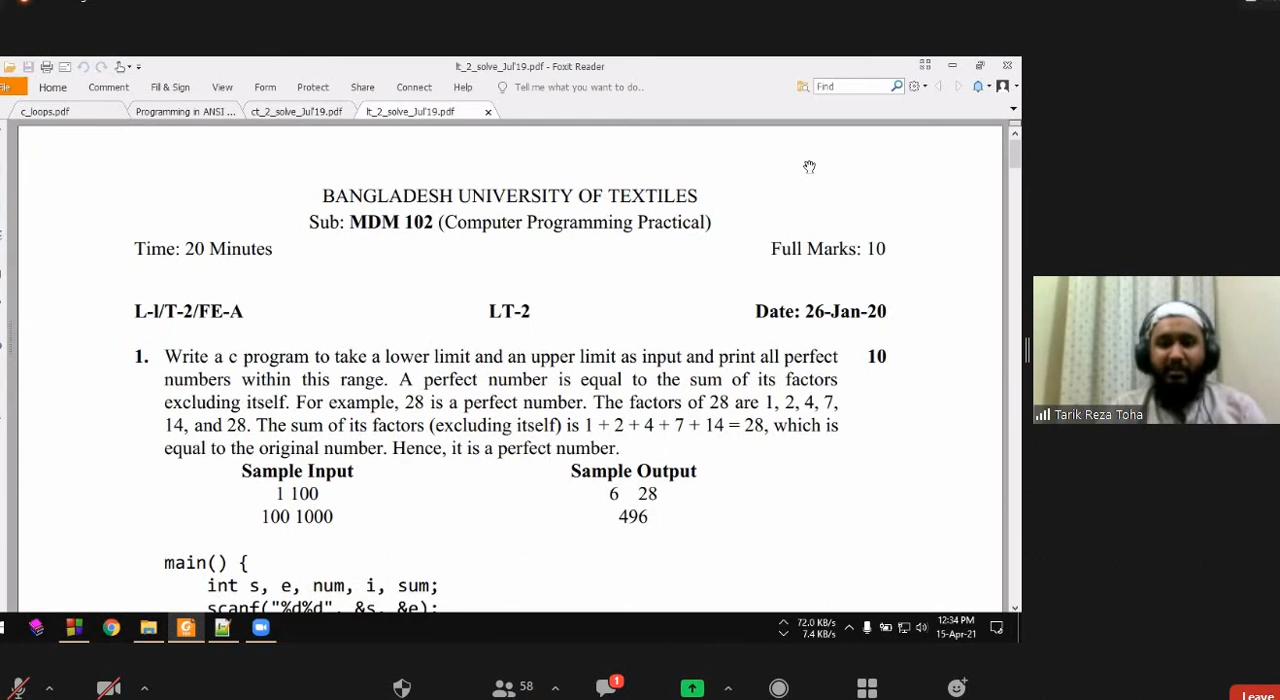 lt_2_solve_Jul'19.pdf - Foxit Reader
File Home Comment Fill & Sign View Form Protect Share Connect Help Tell me what you want to do.. Find
c_loops.pdf Programming in ANSI ... ct_2_solve_Jul'19.pdf lt_2_solve_Jul'19.pdf
BANGLADESH UNIVERSITY OF TEXTILES
Sub: MDM 102 (Computer Programming Practical)
Time: 20 Minutes Full Marks: 10
L-l/T-2/FE-A LT-2 Date: 26-Jan-20
1. Write a c program to take a lower limit and an upper limit as input and print all perfect 10
numbers within this range. A perfect number is equal to the sum of its factors
excluding itself. For example, 28 is a perfect number. The factors of 28 are 1, 2, 4, 7,
14, and 28. The sum of its factors (excluding itself) is 1 + 2 + 4 + 7 + 14 = 28, which is
equal to the original number. Hence, it is a perfect number.
Sample Input Sample Output
1 100 6 28
100 1000 496
main() {
int s, e, num, i, sum;
scanf("%d%d", &s, &e);
Tarik Reza Toha
72.0 KB/s
7.4 KB/s
12:34 PM
15-Apr-21
58
1
Leave